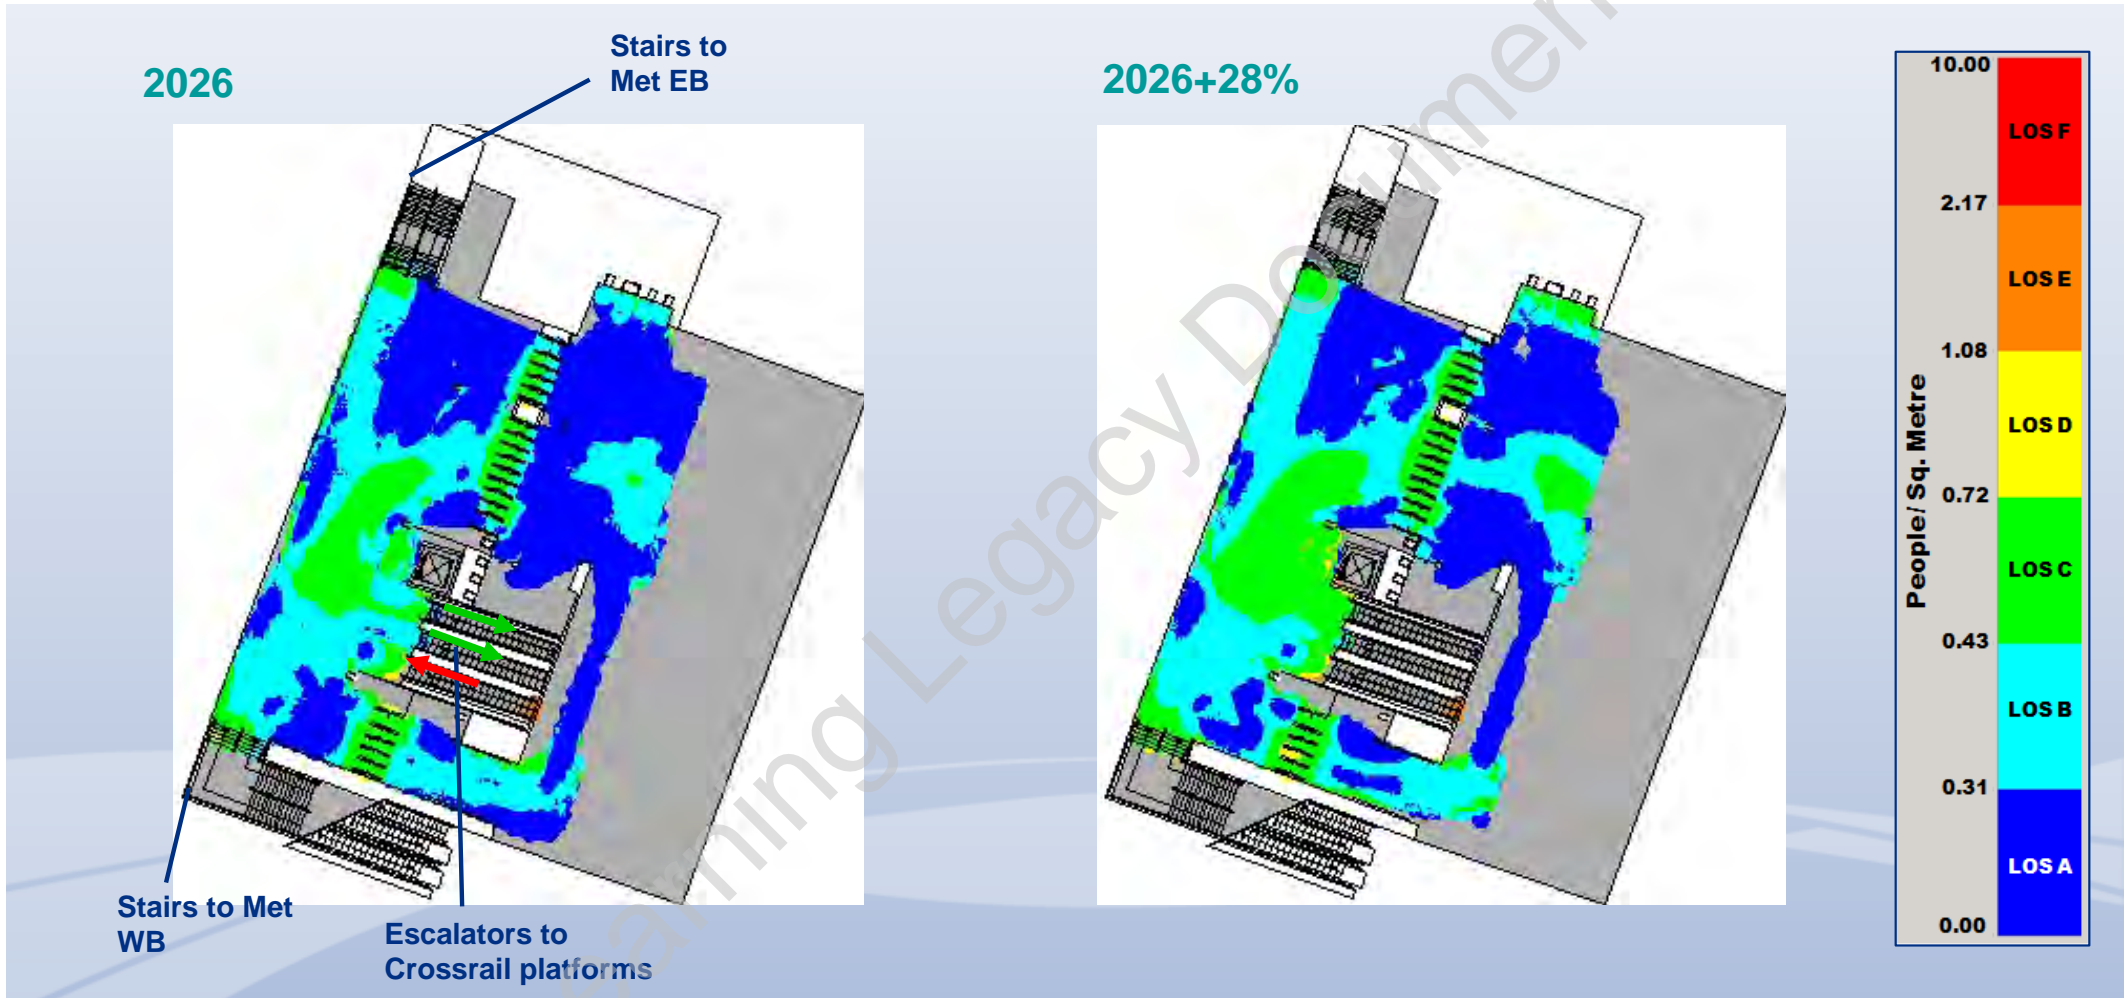 2026
Stairs to
Met EB
2026+28%
Stairs to Met
WB
Escalators to
Crossrail platforms
People/ Sq. Metre
10.00
LOS F
2.17
LOS E
1.08
LOS D
0.72
LOS C
0.43
LOS B
0.31
LOS A
0.00
Legacy